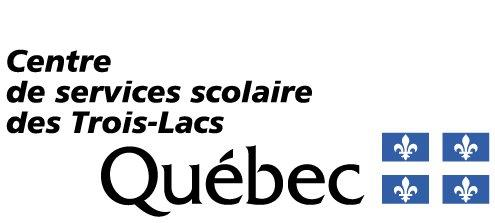 Centre
de services scolaire
des Trois-Lacs
Québec